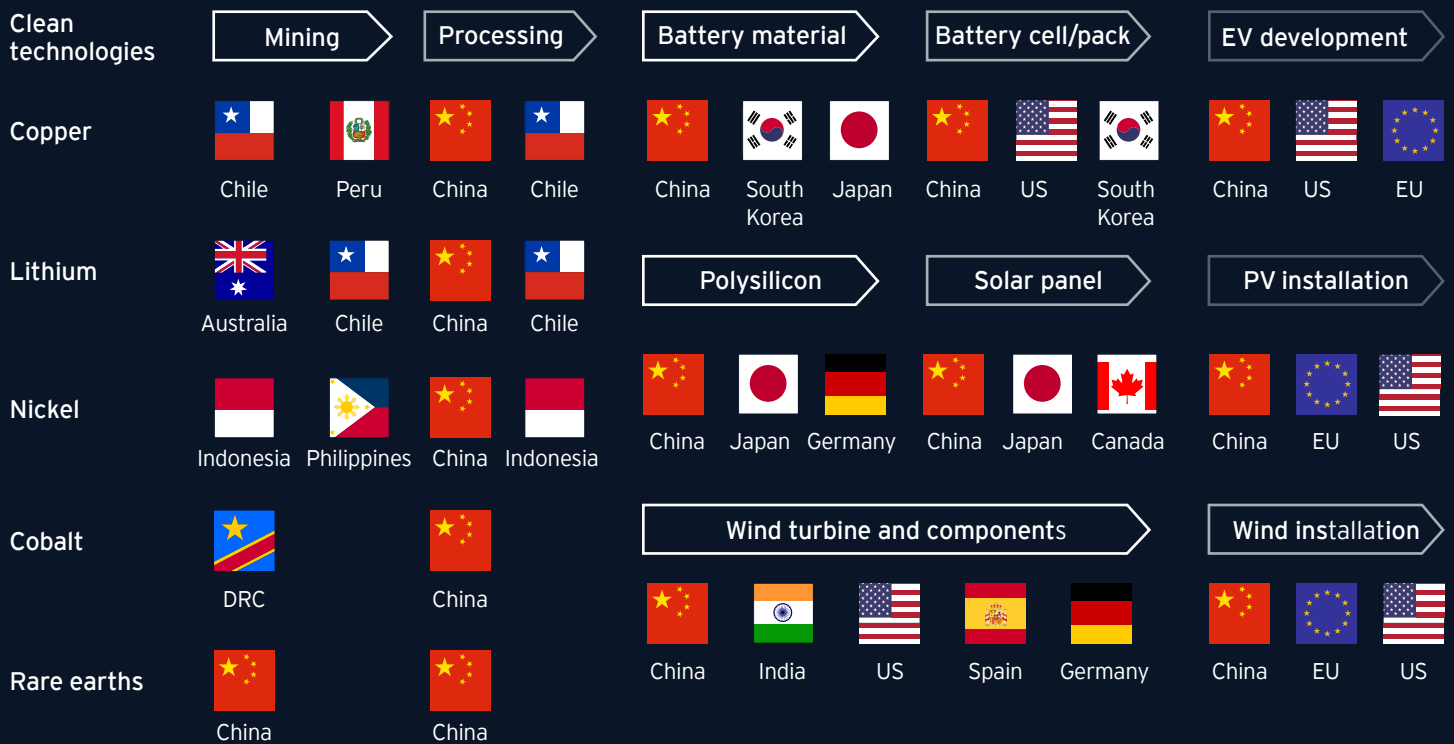 Clean
technologies
Mining
Processing
Battery material
Battery cell/pack
EV development
Copper
Chile
Peru
China
Chile
China
South
Korea
Japan
China
US
South
Korea
China
US
EU
Lithium
Australia
Chile
China
Chile
Polysilicon
Solar panel
PV installation
Nickel
Indonesia
Philippines
China
Indonesia
China
Japan
Germany
China
Japan
Canada
China
EU
US
Cobalt
DRC
China
Wind turbine and components
Wind installation
China
India
US
Spain
Germany
China
EU
US
Rare earths
China
China